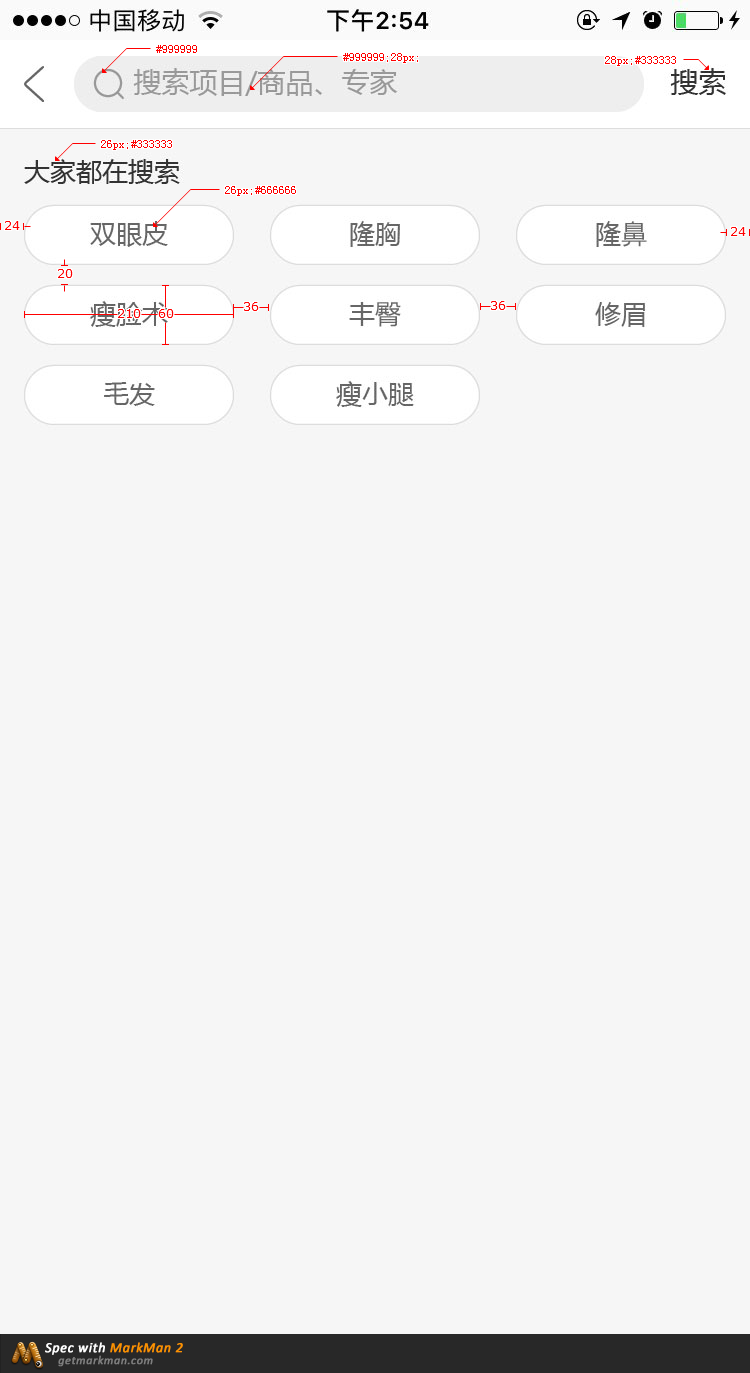 中国移动 下午2:54
#999999
#999999;28px;
28px;#333333
搜索项目/商品、专家 搜索
26px;#333333
大家都在搜索
26px;#666666
24 双眼皮 隆胸 隆鼻 24
20
瘦脸术 210 60 36 丰臀 36 修眉
毛发 瘦小腿
Spec with MarkMan 2
getmarkman.com